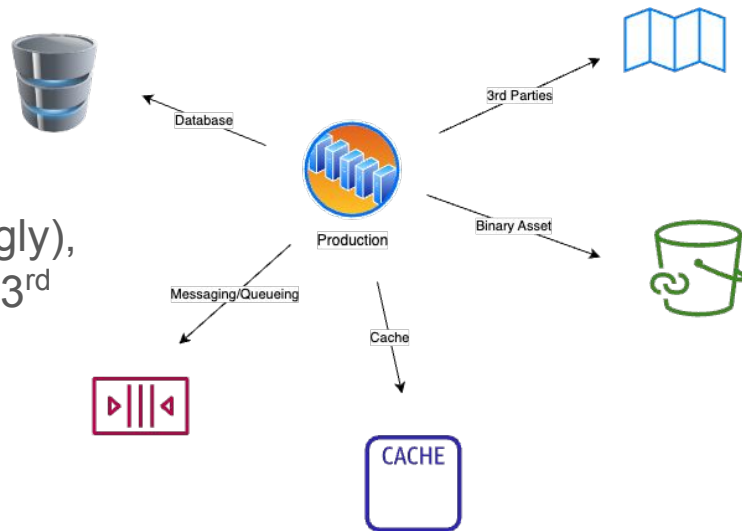 3rd Parties
Database
Binary Asset
gly),
Production
3rd
Messaging/Queueing
Cache
CACHE